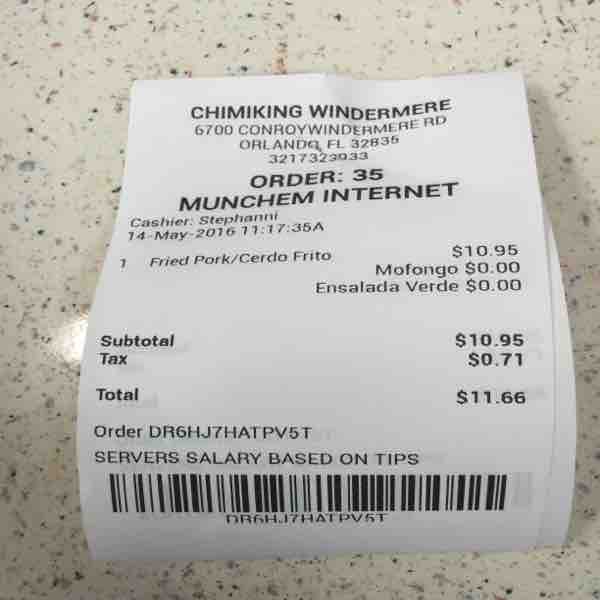 CHIMIKING WINDERMERE
6700 CONROYWINDERMERE RD
ORLANDO, FL 32835
3217323933
ORDER: 35
MUNCHEM INTERNET
Cashier: Stephanni
14-May-2016 11:17:35A
1 Fried Pork/Cerdo Frito $10.95
Mofongo $0.00
Ensalada Verde $0.00
Subtotal $10.95
Tax $0.71
Total $11.66
Order DR6HJ7HATPV5T
SERVERS SALARY BASED ON TIPS
DR6HJ7HATPV5T